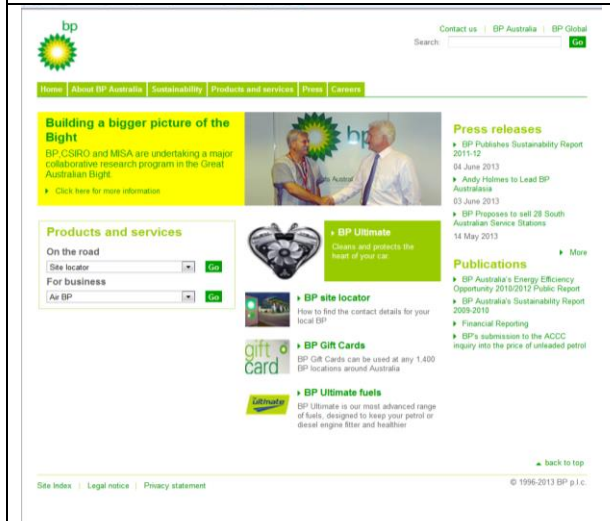 bp
Contact us | BP Australia | BP Global
Search:
Go
Home
About BP Australia
Sustainability
Products and services
Press
Careers
Building a bigger picture of the
Bight
BP,CSIRO and MISA are undertaking a major
collaborative research program in the Great
Australian Bight.
Click here for more information
bp
Austral
Products and services
On the road
Site locator
Go
For business
Air BP
Go
BP Ultimate
Cleans and protects the
heart of your car.
BP site locator
How to find the contact details for your
local BP
gift
card
BP Gift Cards
BP Gift Cards can be used at any 1,400
BP locations around Australia
Ultimate
BP Ultimate fuels
BP Ultimate is our most advanced range
of fuels, designed to keep your petrol or
diesel engine fitter and healthier
Press releases
BP Publishes Sustainability Report
2011-12
04 June 2013
Andy Holmes to Lead BP
Australasia
03 June 2013
BP Proposes to sell 28 South
Australian Service Stations
14 May 2013
More
Publications
BP Australia's Energy Efficiency
Opportunity 2010/2012 Public Report
BP Australia's Sustainability Report
2009-2010
Financial Reporting
BP's submission to the ACCC
inquiry into the price of unleaded petrol
back to top
Site Index | Legal notice | Privacy statement
© 1996-2013 BP p.l.c.